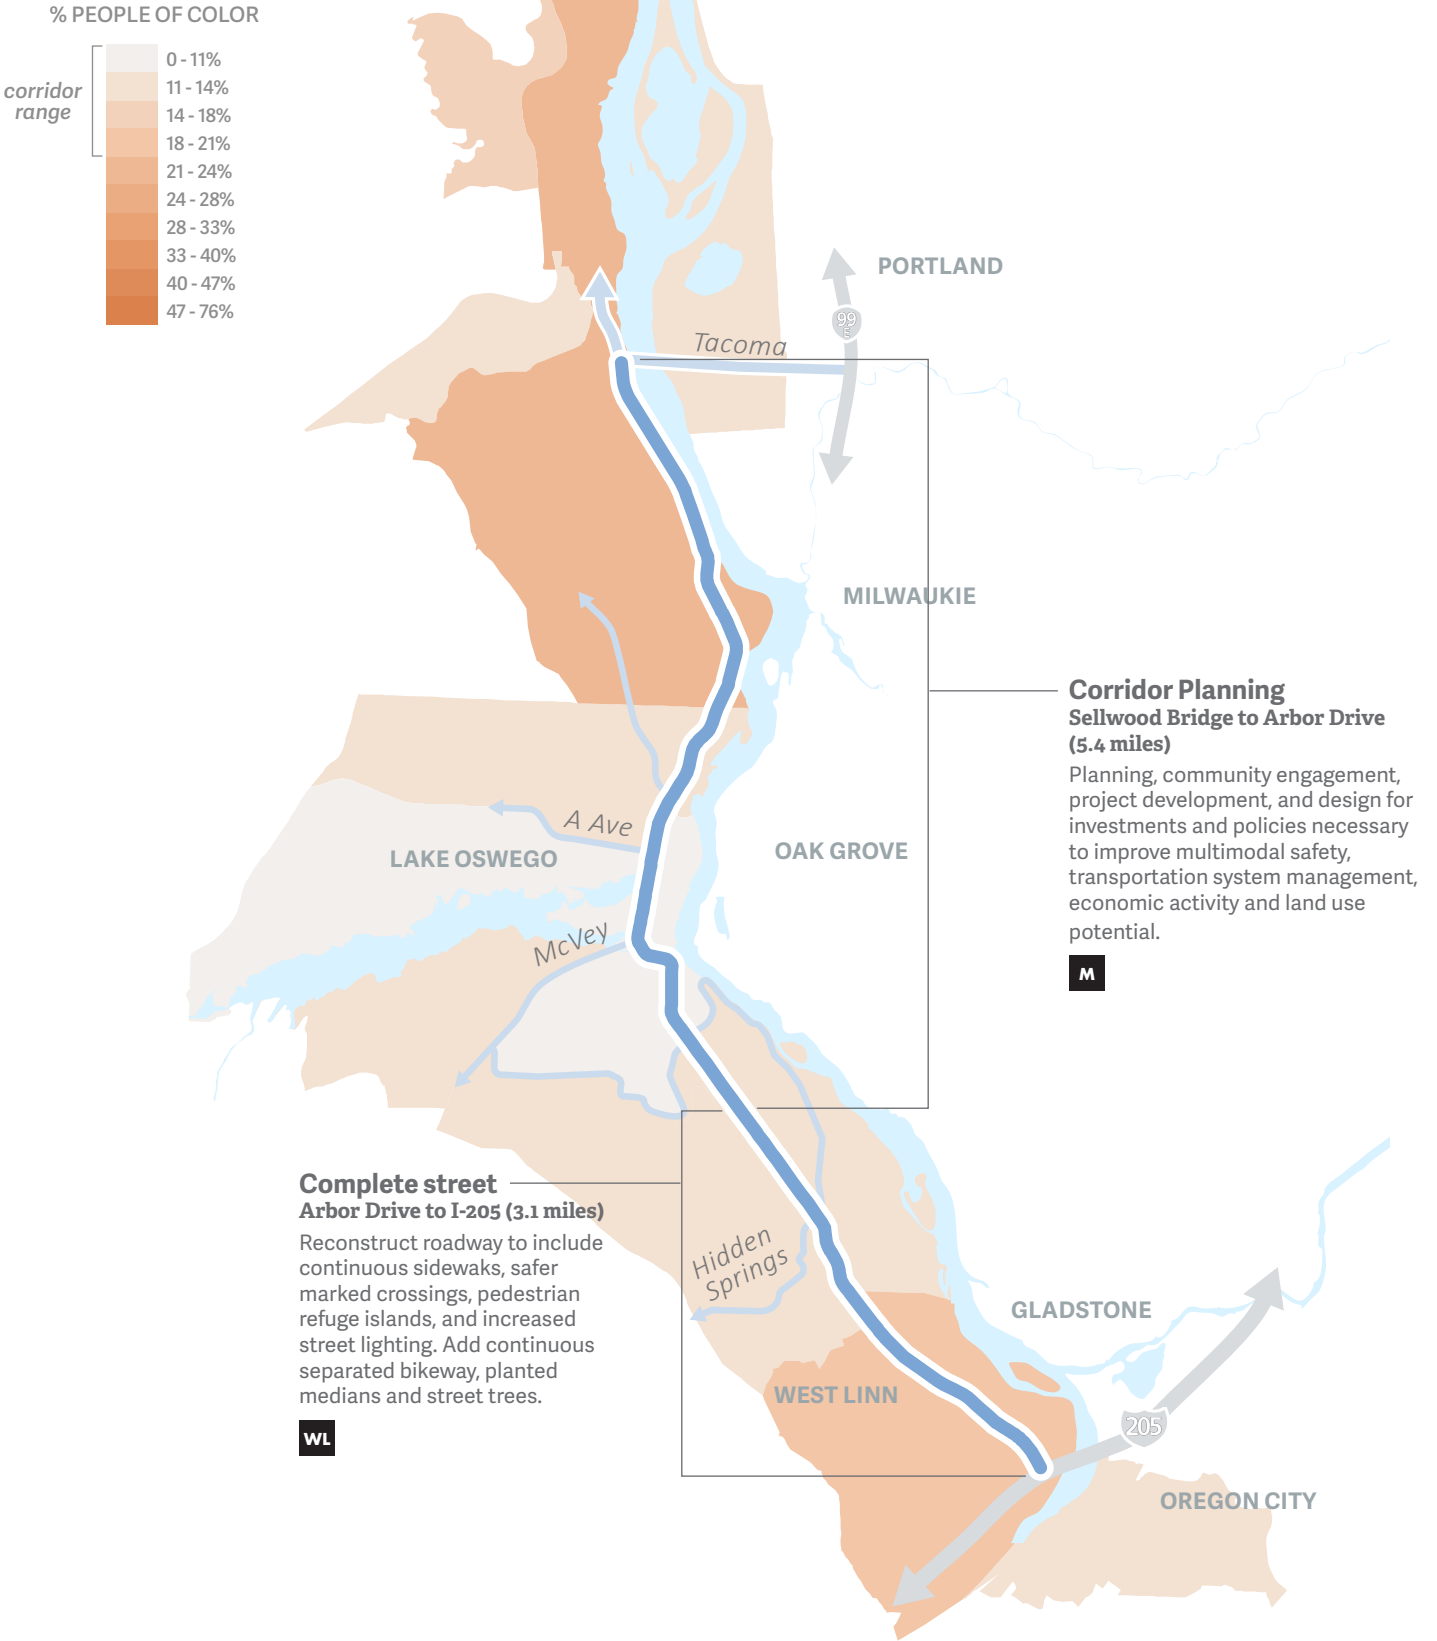 % PEOPLE OF COLOR
corridor
range
0 - 11%
11 - 14%
14 - 18%
18 - 21%
21 - 24%
24 - 28%
28 - 33%
33 - 40%
40 - 47%
47 - 76%
PORTLAND
99
E
Tacoma
MILWAUKIE
Corridor Planning
Sellwood Bridge to Arbor Drive
(5.4 miles)
Planning, community engagement,
project development, and design for
investments and policies necessary
to improve multimodal safety,
transportation system management,
economic activity and land use
potential.
M
A Ave
LAKE OSWEGO
OAK GROVE
McVey
Complete street
Arbor Drive to I-205 (3.1 miles)
Reconstruct roadway to include
continuous sidewaks, safer
marked crossings, pedestrian
refuge islands, and increased
street lighting. Add continuous
separated bikeway, planted
medians and street trees.
WL
Hidden
Springs
GLADSTONE
WEST LINN
205
OREGON CITY